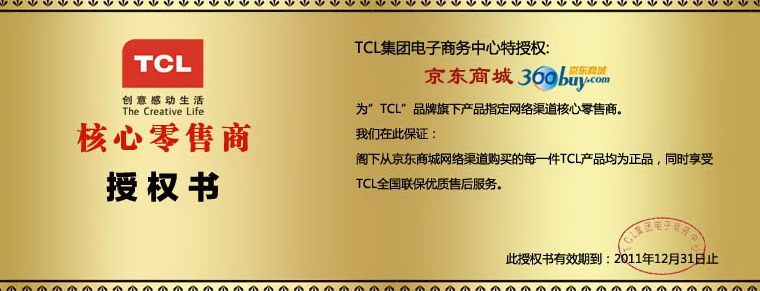 TCL
创意感动生活
The Creative Life
核心零售商
授权书
TCL集团电子商务中心特授权:
京东商城 360buy.com 京东商城
为"TCL"品牌旗下产品指定网络渠道核心零售商。
我们在此保证：
阁下从京东商城网络渠道购买的每一件TCL产品均为正品，同时享受
TCL全国联保优质售后服务。
TCL集团电子商务中心
此授权书有效期到：2011年12月31日止